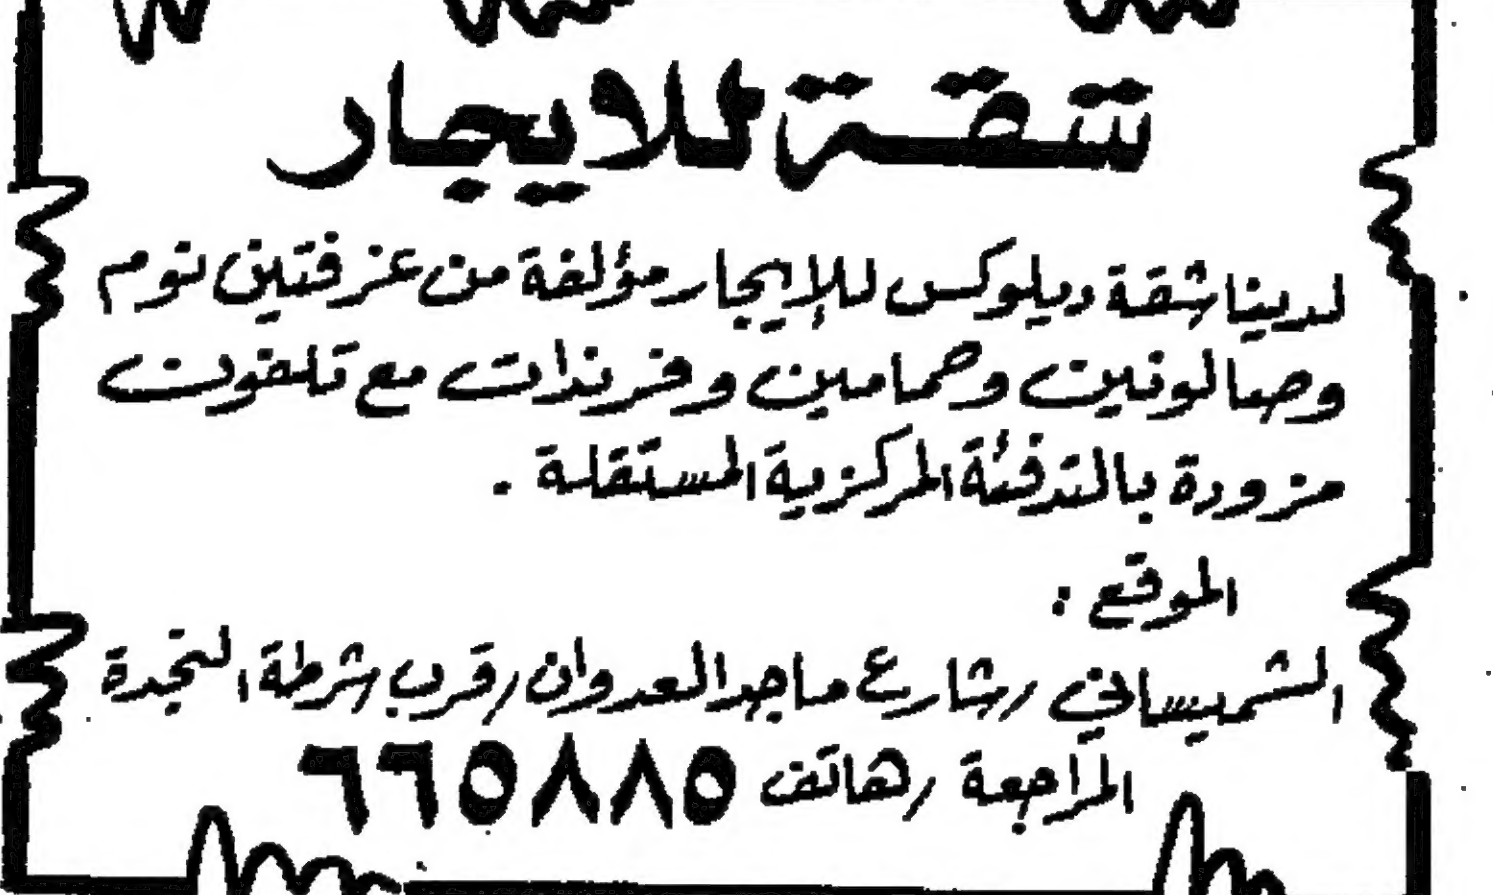 شقة للايجار
لدينا شقة ديلوكس للإيجار مؤلفة من غرفتين نوم
وصالونين وحمامين وفرندات مع تلفون
مزودة بالتدفئة المركزية المستقلة .
الموقع :
الشميساني / شارع ماجد العدوان / قرب شرطة النجدة
المراجعة / هاتف ٦٦٥٨٨٥